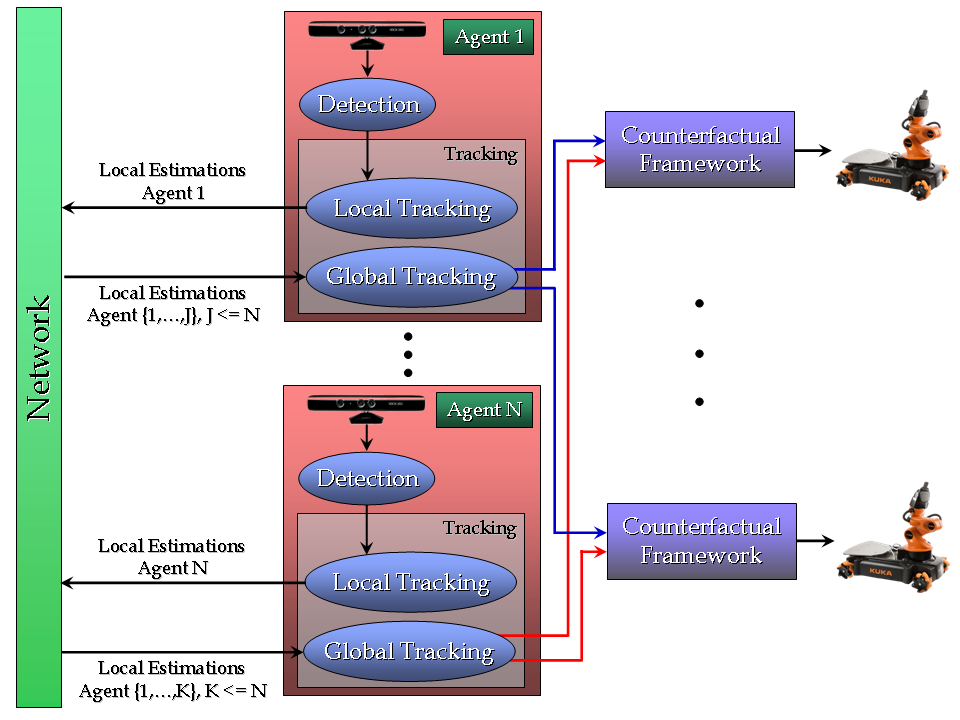 Network
Agent 1
Detection
Tracking
Local Tracking
Global Tracking
Local Estimations
Agent 1
Local Estimations
Agent {1,...,J}, J <= N
Counterfactual
Framework
KUKA
Agent N
Detection
Tracking
Local Tracking
Global Tracking
Local Estimations
Agent N
Local Estimations
Agent {1,...,K}, K <= N
Counterfactual
Framework
KUKA